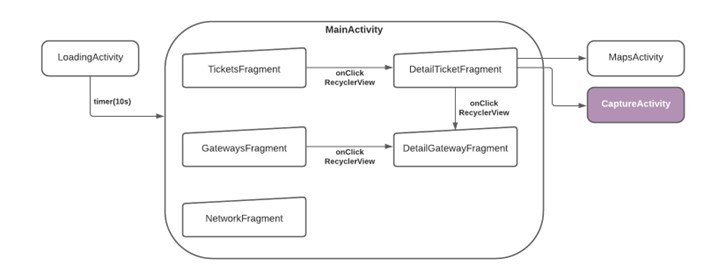 MainActivity
LoadingActivity
timer(10s)
TicketsFragment
onClick
RecyclerView
DetailTicketFragment
MapsActivity
CaptureActivity
onClick
RecyclerView
GatewaysFragment
onClick
RecyclerView
DetailGatewayFragment
NetworkFragment